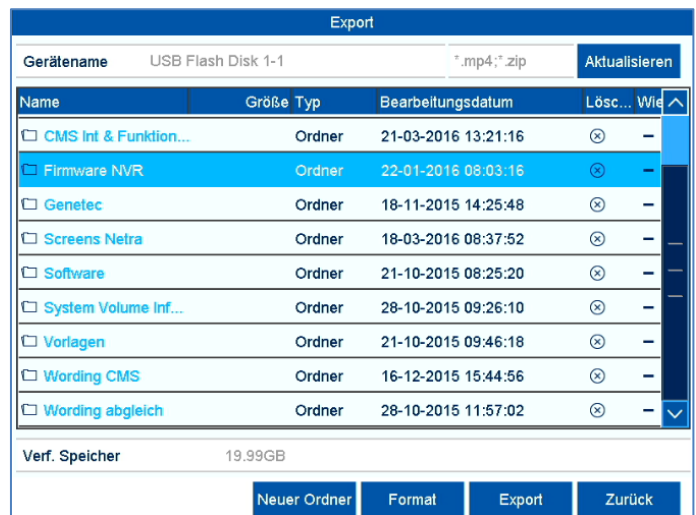 Export
Gerätename USB Flash Disk 1-1 *.mp4;*.zip Aktualisieren
Name Größe Typ Bearbeitungsdatum Lösc... Wie
CMS Int & Funktion... Ordner 21-03-2016 13:21:16 –
Firmware NVR Ordner 22-01-2016 08:03:16 –
Genetec Ordner 18-11-2015 14:25:48 –
Screens Netra Ordner 18-03-2016 08:37:52 –
Software Ordner 21-10-2015 08:25:20 –
System Volume Inf... Ordner 28-10-2015 09:26:10 –
Vorlagen Ordner 21-10-2015 09:46:18 –
Wording CMS Ordner 16-12-2015 15:44:56 –
Wording abgleich Ordner 28-10-2015 11:57:02 –
Verf. Speicher 19.99GB
Neuer Ordner Format Export Zurück